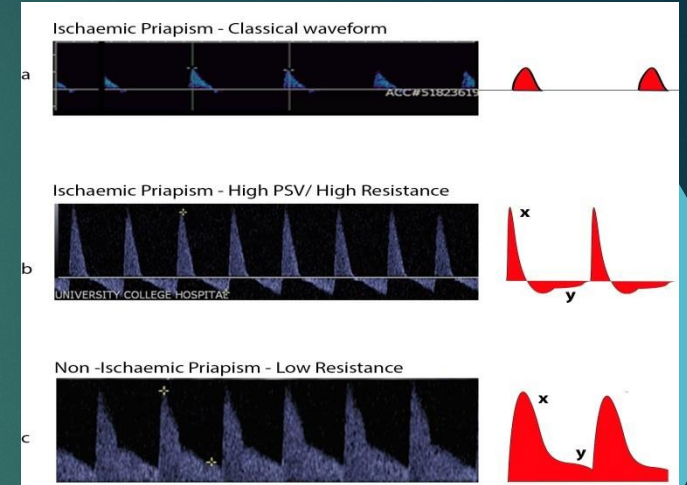 Ischaemic Priapism - Classical waveform
a
ACC#51823619
Ischaemic Priapism - High PSV/ High Resistance
x
b
UNIVERSITY COLLEGE HOSPITAL
y
Non -Ischaemic Priapism - Low Resistance
x
c
y